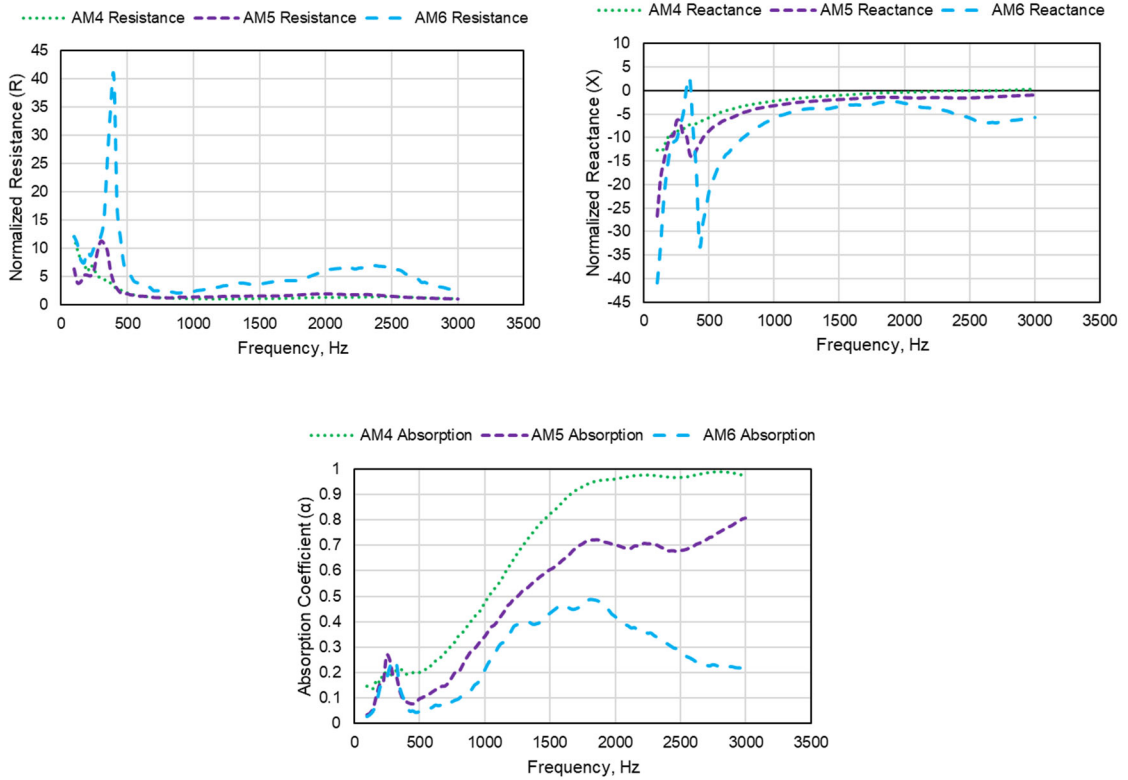 AM4 Resistance AM5 Resistance AM6 Resistance
Normalized Resistance (R)
45
40
35
30
25
20
15
10
5
0
0 500 1000 1500 2000 2500 3000 3500
Frequency, Hz
AM4 Reactance AM5 Reactance AM6 Reactance
Normalized Reactance (X)
10
5
0
-5
-10
-15
-20
-25
-30
-35
-40
-45
0 500 1000 1500 2000 2500 3000 3500
Frequency, Hz
AM4 Absorption AM5 Absorption AM6 Absorption
Absorption Coefficient (α)
1
0.9
0.8
0.7
0.6
0.5
0.4
0.3
0.2
0.1
0
0 500 1000 1500 2000 2500 3000 3500
Frequency, Hz